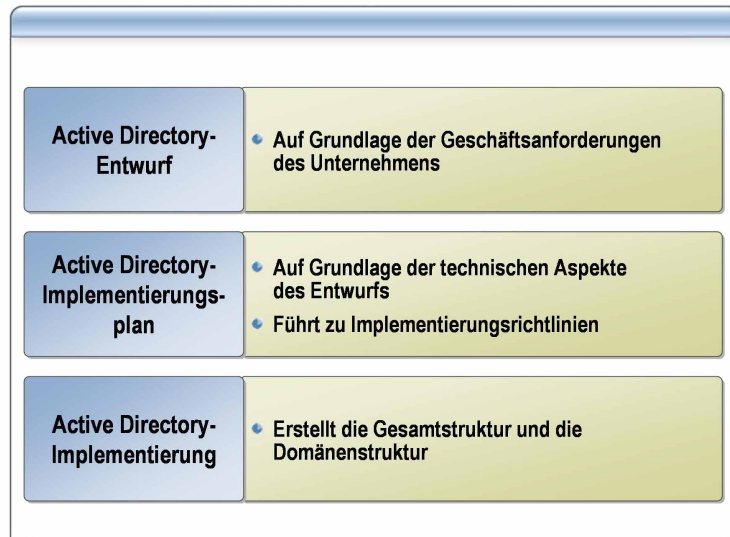 Active Directory-
Entwurf
Auf Grundlage der Geschäftsanforderungen
des Unternehmens
Active Directory-
Implementierungs-
plan
Auf Grundlage der technischen Aspekte
des Entwurfs
Führt zu Implementierungsrichtlinien
Active Directory-
Implementierung
Erstellt die Gesamtstruktur und die
Domänenstruktur